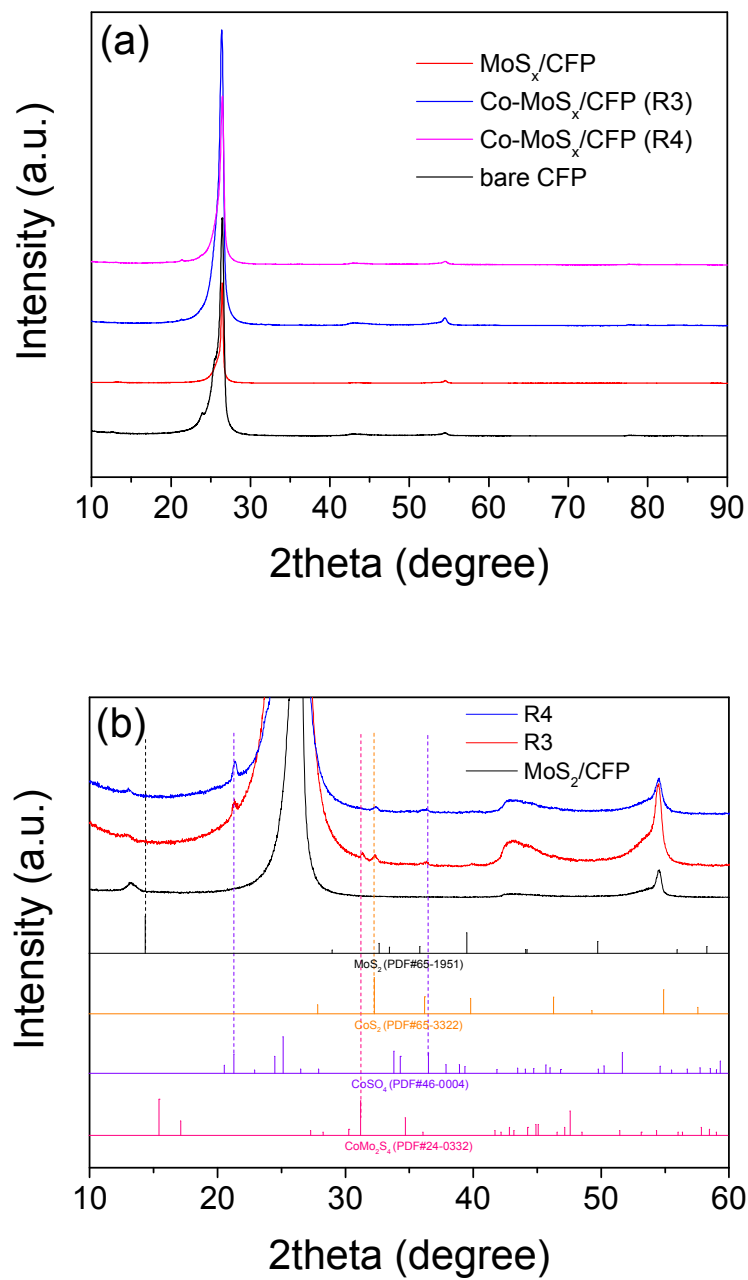 (a)
MoSₓ/CFP
Co-MoSₓ/CFP (R3)
Co-MoSₓ/CFP (R4)
bare CFP
Intensity (a.u.)
10 20 30 40 50 60 70 80 90
2theta (degree)
(b)
R4
R3
MoS₂/CFP
Intensity (a.u.)
MoS₂ (PDF#65-1951)
CoS₂ (PDF#65-3322)
CoSO₄ (PDF#46-0004)
CoMo₂S₄ (PDF#24-0332)
10 20 30 40 50 60
2theta (degree)